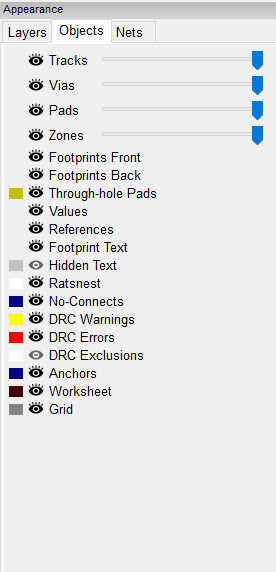 Appearance
Layers Objects Nets
Tracks
Vias
Pads
Zones
Footprints Front
Footprints Back
Through-hole Pads
Values
References
Footprint Text
Hidden Text
Ratsnest
No-Connects
DRC Warnings
DRC Errors
DRC Exclusions
Anchors
Worksheet
Grid